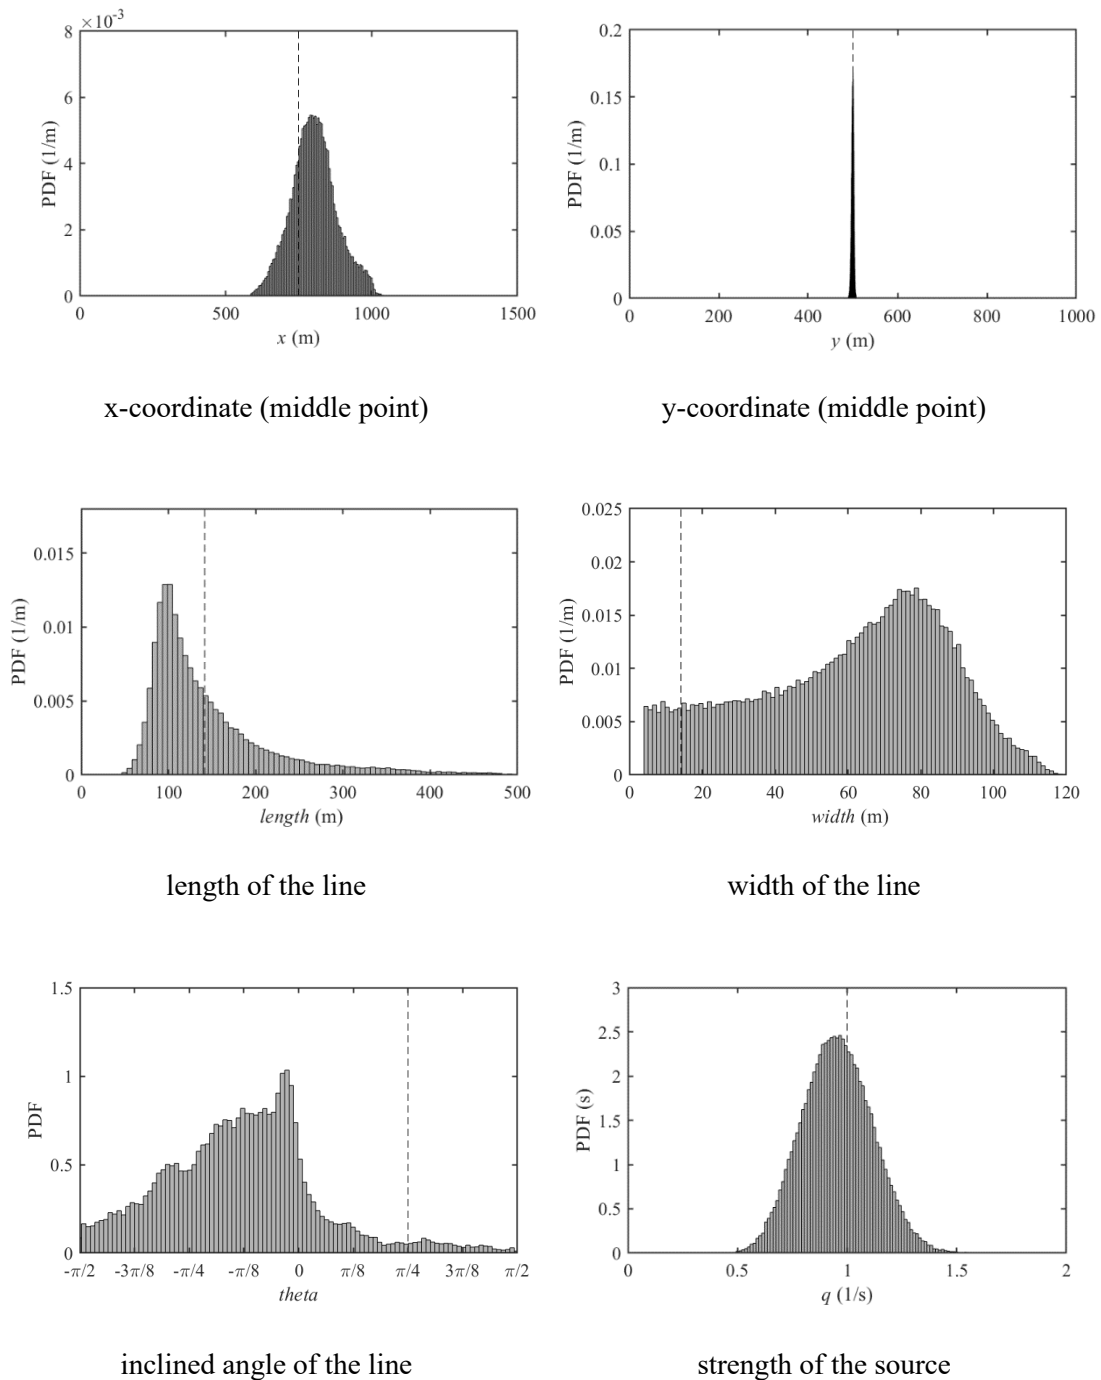 ×10⁻³
8
6
4
2
0
PDF (1/m)
0 500 1000 1500
x (m)
x-coordinate (middle point)
0.2
0.15
0.1
0.05
0
PDF (1/m)
0 200 400 600 800 1000
y (m)
y-coordinate (middle point)
0.015
0.01
0.005
0
PDF (1/m)
0 100 200 300 400 500
length (m)
length of the line
0.025
0.02
0.015
0.01
0.005
0
PDF (1/m)
0 20 40 60 80 100 120
width (m)
width of the line
1.5
1
0.5
0
PDF
-π/2 -3π/8 -π/4 -π/8 0 π/8 π/4 3π/8 π/2
theta
inclined angle of the line
3
2.5
2
1.5
1
0.5
0
PDF (s)
0 0.5 1 1.5 2
q (1/s)
strength of the source